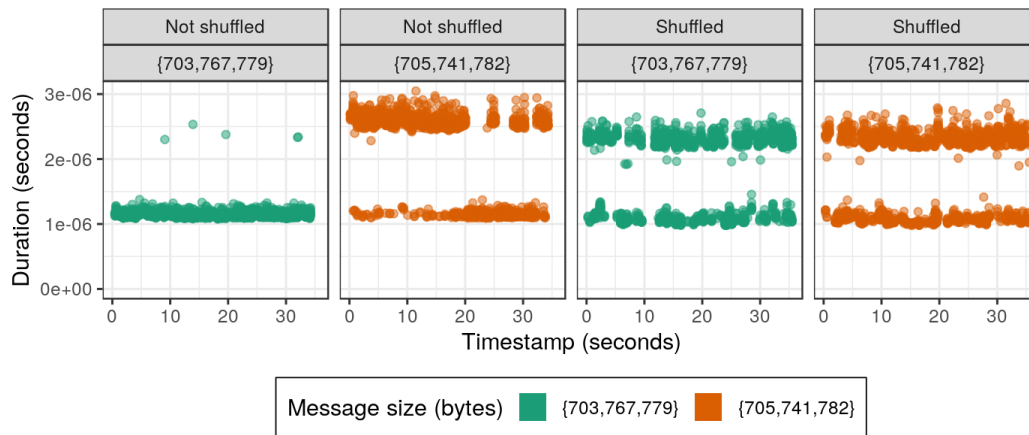 Not shuffled Not shuffled Shuffled Shuffled
{703,767,779} {705,741,782} {703,767,779} {705,741,782}
3e-06
2e-06
1e-06
0e+00
Duration (seconds)
0 10 20 30 0 10 20 30 0 10 20 30 0 10 20 30
Timestamp (seconds)
Message size (bytes) {703,767,779} {705,741,782}